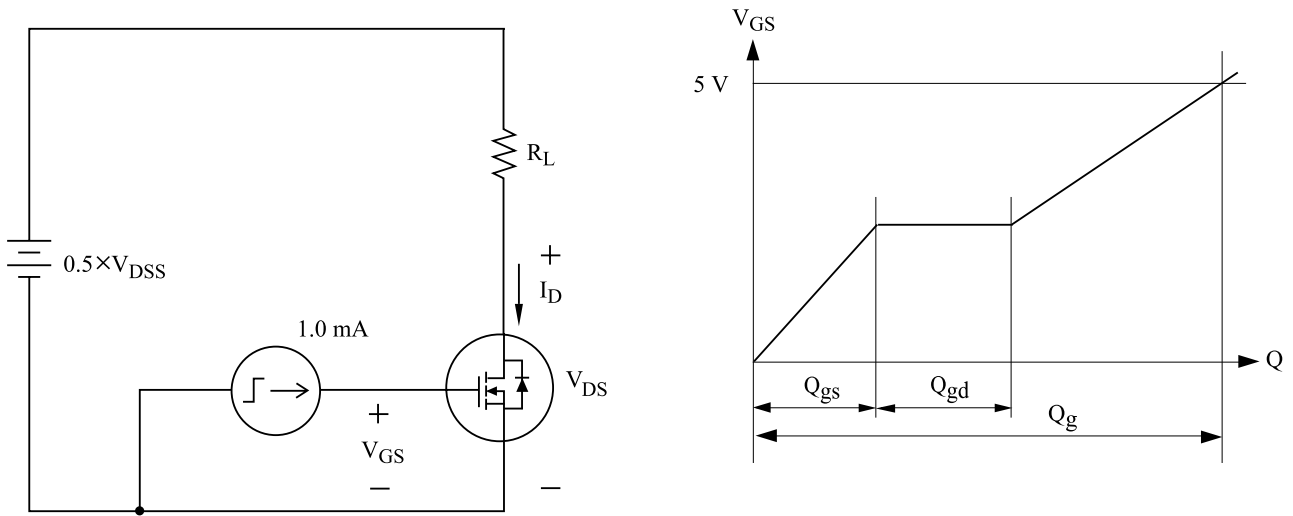 R_L
0.5×V_DSS
+
I_D
1.0 mA
V_DS
+
V_GS
−
−
V_GS
5 V
Q
Q_gs
Q_gd
Q_g